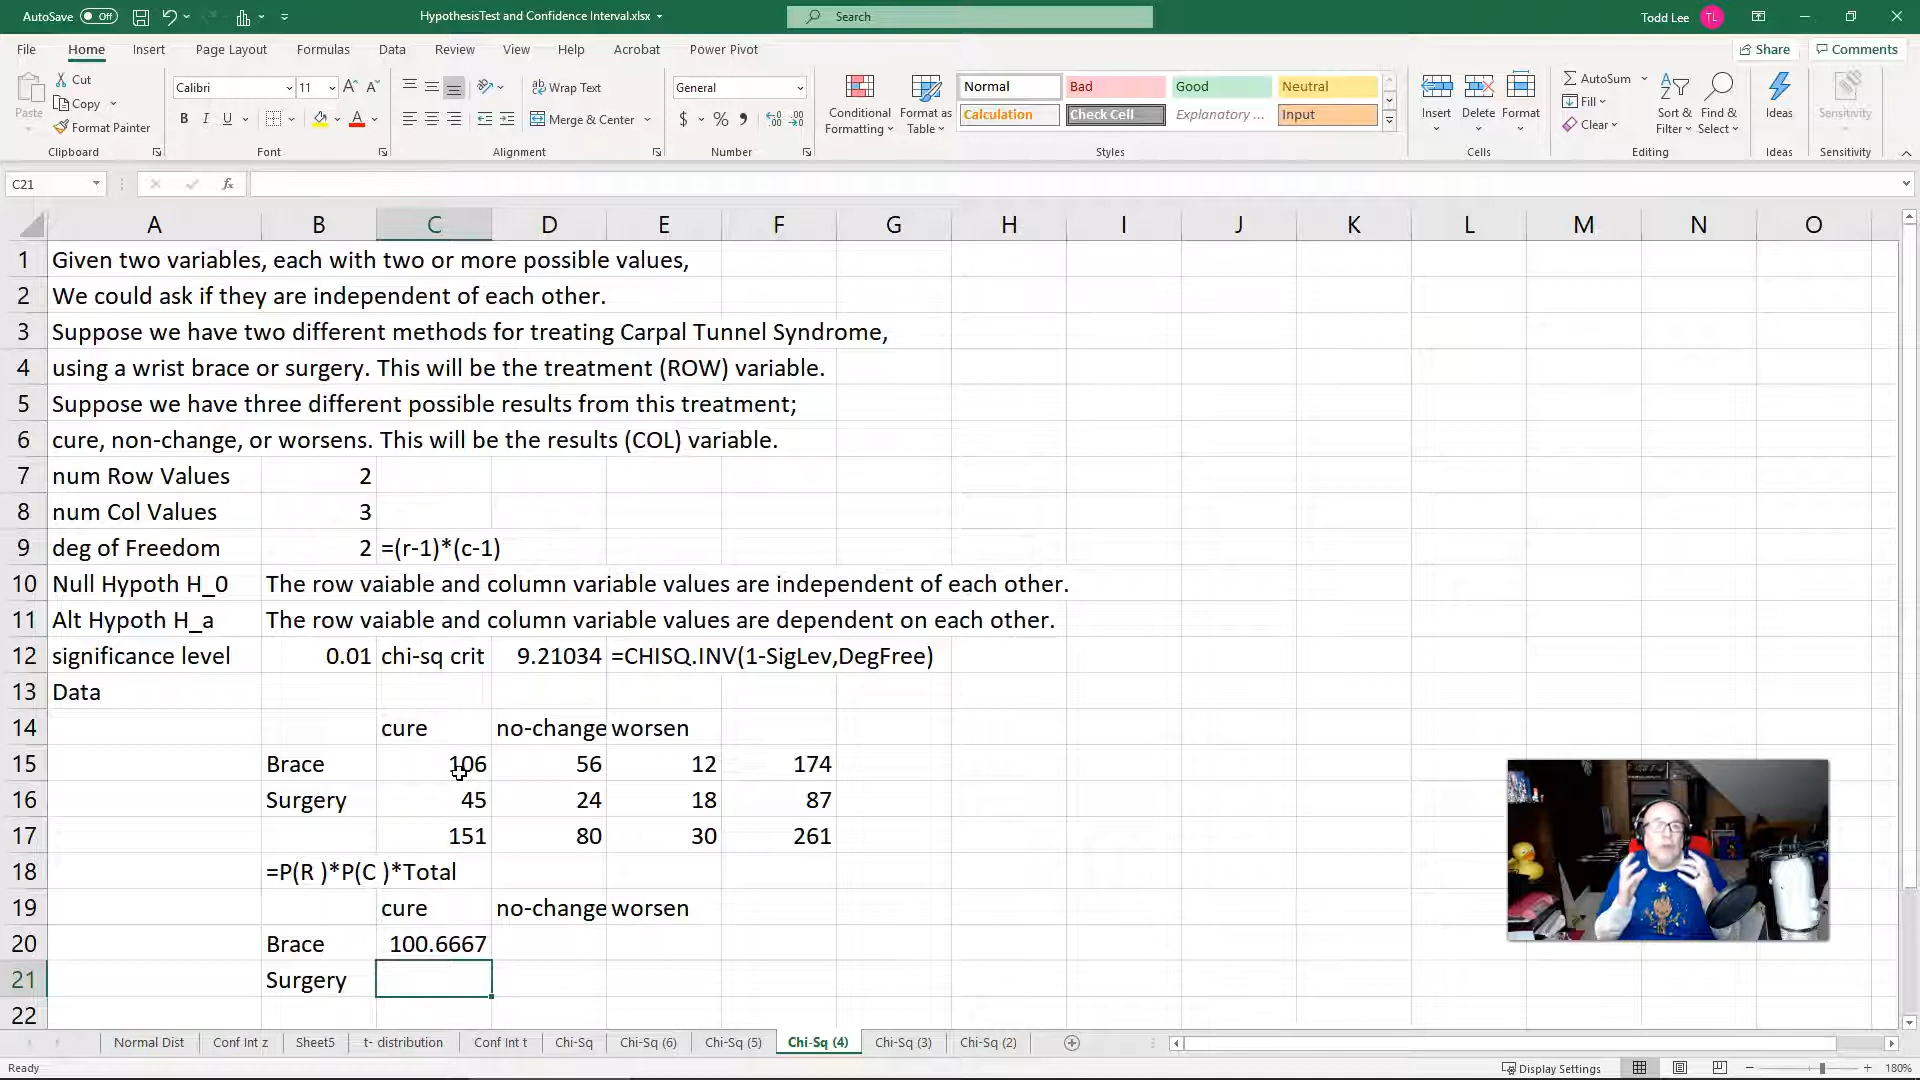 AutoSave Off HypothesisTest and Confidence Interval.xlsx Search Todd Lee TL
File Home Insert Page Layout Formulas Data Review View Help Acrobat Power Pivot Share Comments
Paste Cut Copy Format Painter Clipboard
Calibri 11 A A B I U A Font
Wrap Text Merge & Center Alignment
General $ % Number
Conditional Formatting Format as Table
Normal Bad Good Neutral
Calculation Check Cell Explanatory ... Input
Styles
Insert Delete Format Cells
AutoSum Fill Clear Sort & Filter Find & Select Editing
Ideas Ideas
Sensitivity Sensitivity
C21 fx
A B C D E F G H I J K L M N O
1 Given two variables, each with two or more possible values,
2 We could ask if they are independent of each other.
3 Suppose we have two different methods for treating Carpal Tunnel Syndrome,
4 using a wrist brace or surgery. This will be the treatment (ROW) variable.
5 Suppose we have three different possible results from this treatment;
6 cure, non-change, or worsens. This will be the results (COL) variable.
7 num Row Values 2
8 num Col Values 3
9 deg of Freedom 2 =(r-1)*(c-1)
10 Null Hypoth H_0 The row vaiable and column variable values are independent of each other.
11 Alt Hypoth H_a The row vaiable and column variable values are dependent on each other.
12 significance level 0.01 chi-sq crit 9.21034 =CHISQ.INV(1-SigLev,DegFree)
13 Data
14 cure no-change worsen
15 Brace 106 56 12 174
16 Surgery 45 24 18 87
17 151 80 30 261
18 =P(R )*P(C )*Total
19 cure no-change worsen
20 Brace 100.6667
21 Surgery
22
Normal Dist Conf Int z Sheet5 t- distribution Conf Int t Chi-Sq Chi-Sq (6) Chi-Sq (5) Chi-Sq (4) Chi-Sq (3) Chi-Sq (2)
Ready Display Settings 180%